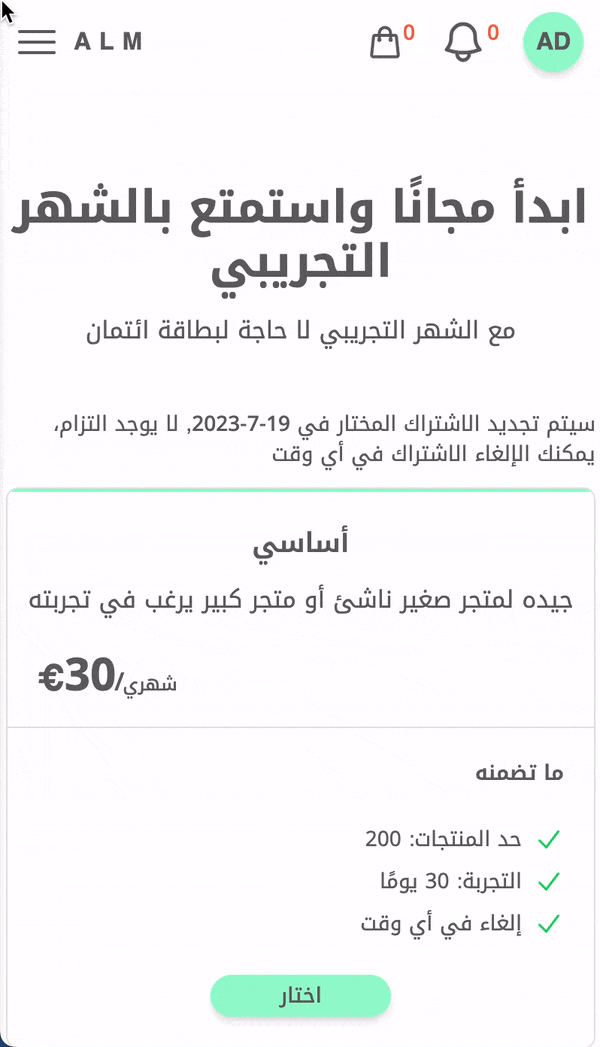 ALM
0
0
AD
ابدأ مجانًا واستمتع بالشهر
التجريبي
مع الشهر التجريبي لا حاجة لبطاقة ائتمان
سيتم تجديد الاشتراك المختار في 19-7-2023, لا يوجد التزام،
يمكنك الإلغاء الاشتراك في أي وقت
أساسي
جيده لمتجر صغير ناشئ أو متجر كبير يرغب في تجربته
€30/شهري
ما تضمنه
حد المنتجات: 200
التجربة: 30 يومًا
إلغاء في أي وقت
اختار